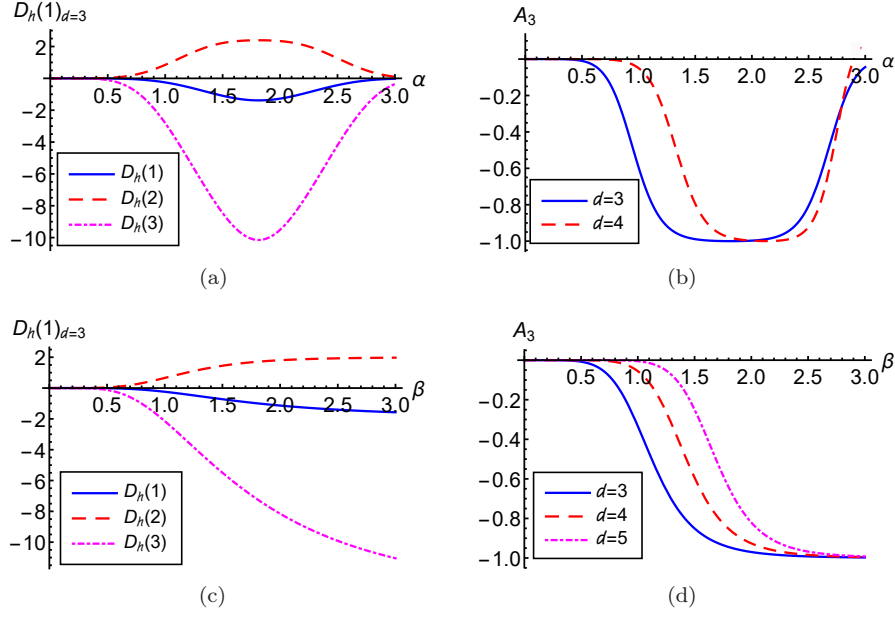 D_h(1)_{d=3}
2
0.5 1.0 1.5 2.0 2.5 3.0 α
-2
-4
-6
-8
-10
D_h(1)
D_h(2)
D_h(3)
(a)
A_3
0.5 1.0 1.5 2.0 2.5 3.0 α
-0.2
-0.4
-0.6
-0.8
-1.0
d=3
d=4
(b)
D_h(1)_{d=3}
2
0.5 1.0 1.5 2.0 2.5 3.0 β
-2
-4
-6
-8
-10
D_h(1)
D_h(2)
D_h(3)
(c)
A_3
0.5 1.0 1.5 2.0 2.5 3.0 β
-0.2
-0.4
-0.6
-0.8
-1.0
d=3
d=4
d=5
(d)